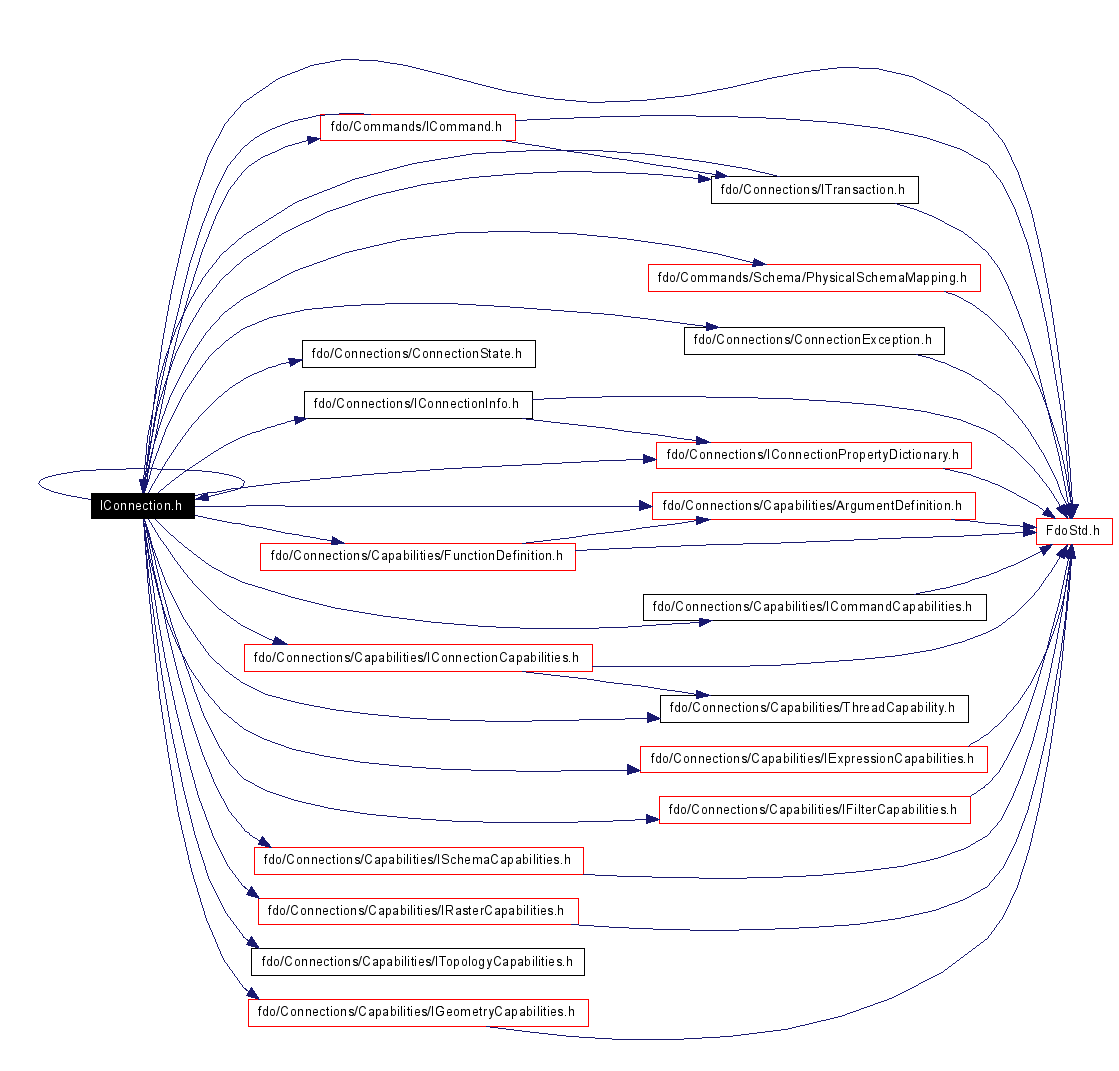 fdo/Commands/ICommand.h
fdo/Connections/ITransaction.h
fdo/Commands/Schema/PhysicalSchemaMapping.h
fdo/Connections/ConnectionException.h
fdo/Connections/ConnectionState.h
fdo/Connections/IConnectionInfo.h
fdo/Connections/IConnectionPropertyDictionary.h
IConnection.h
fdo/Connections/Capabilities/ArgumentDefinition.h
FdoStd.h
fdo/Connections/Capabilities/FunctionDefinition.h
fdo/Connections/Capabilities/ICommandCapabilities.h
fdo/Connections/Capabilities/IConnectionCapabilities.h
fdo/Connections/Capabilities/ThreadCapability.h
fdo/Connections/Capabilities/IExpressionCapabilities.h
fdo/Connections/Capabilities/IFilterCapabilities.h
fdo/Connections/Capabilities/ISchemaCapabilities.h
fdo/Connections/Capabilities/IRasterCapabilities.h
fdo/Connections/Capabilities/ITopologyCapabilities.h
fdo/Connections/Capabilities/IGeometryCapabilities.h